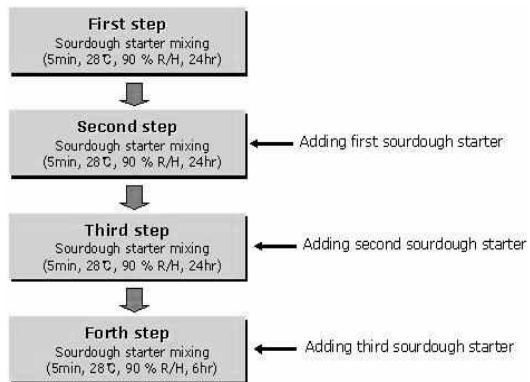 First step
Sourdough starter mixing
(5min, 28℃, 90 % R/H, 24hr)
Second step
Sourdough starter mixing
(5min, 28℃, 90 % R/H, 24hr)
Adding first sourdough starter
Third step
Sourdough starter mixing
(5min, 28℃, 90 % R/H, 24hr)
Adding second sourdough starter
Forth step
Sourdough starter mixing
(5min, 28℃, 90 % R/H, 6hr)
Adding third sourdough starter